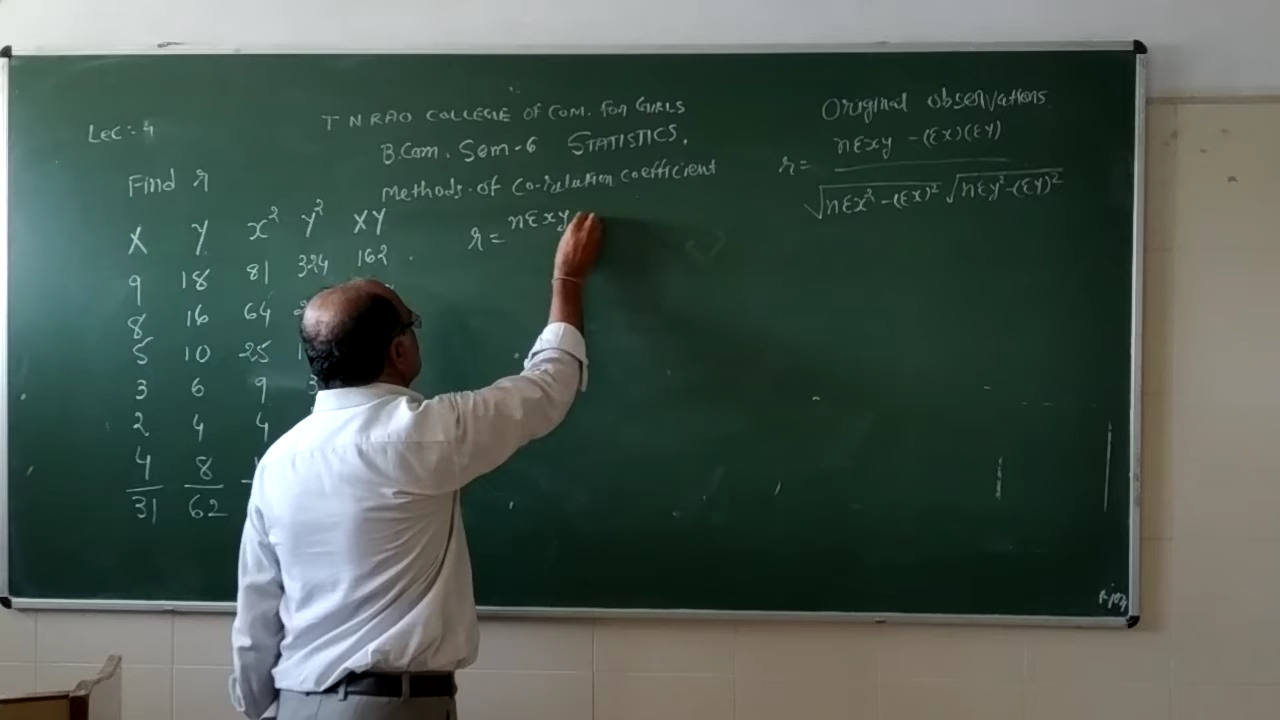 Lec:- 4
T N RAO COLLEGE OF COM. FOR GIRLS
B.Com. Sem-6 STATISTICS.
Methods of Co-relation coefficient
Find r
X Y x² y² XY
9 18 81 324 162
8 16 64
5 10 25
3 6 9
2 4 4
4 8
31 62
r = nΣxy
Original observations
r = nΣxy - (Σx)(Σy)
√nΣx² - (Σx)² √nΣy² - (Σy)²